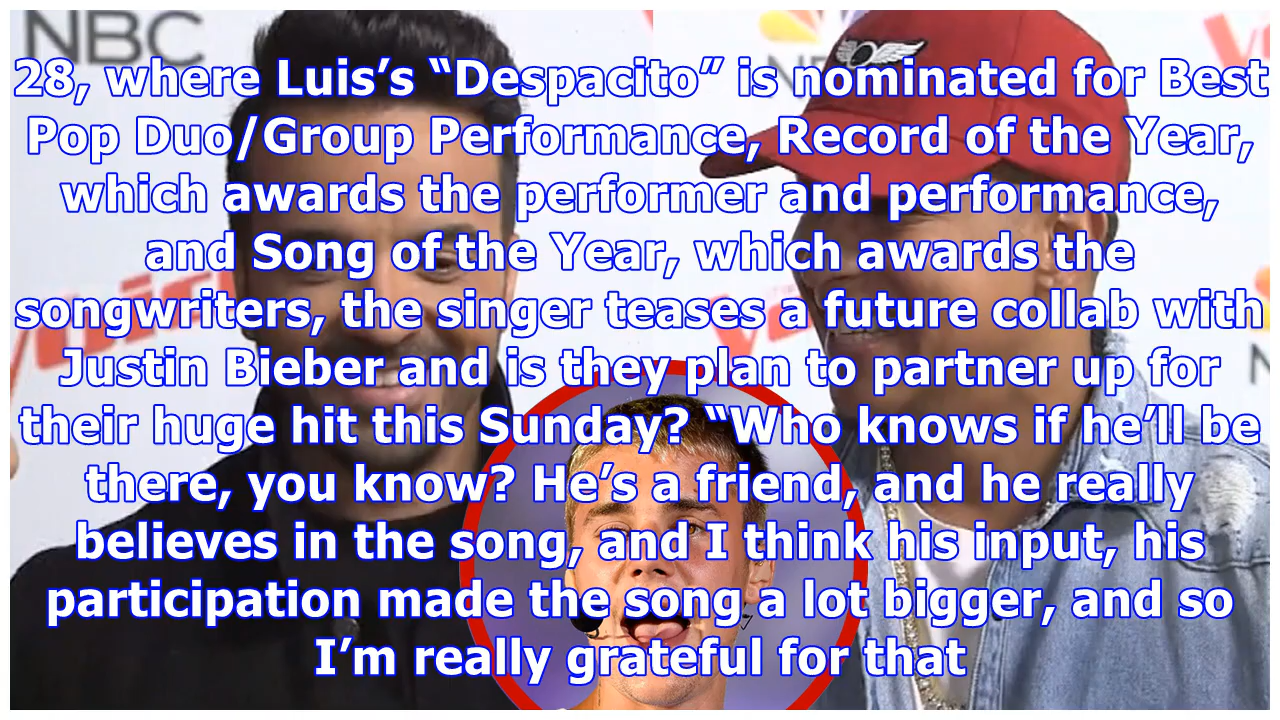 NBC
28, where Luis’s “Despacito” is nominated for Best
Pop Duo/Group Performance, Record of the Year,
which awards the performer and performance,
and Song of the Year, which awards the
songwriters, the singer teases a future collab with
Justin Bieber and is they plan to partner up for
their huge hit this Sunday? “Who knows if he’ll be
there, you know? He’s a friend, and he really
believes in the song, and I think his input, his
participation made the song a lot bigger, and so
I’m really grateful for that